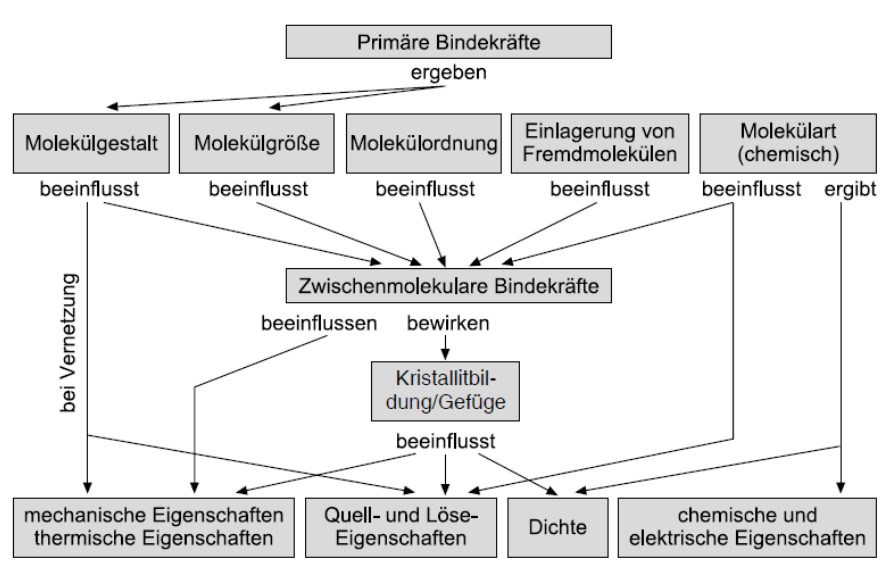 Primäre Bindekräfte
ergeben
Molekülgestalt
Molekülgröße
Molekülordnung
Einlagerung von
Fremdmolekülen
Molekülart
(chemisch)
beeinflusst
beeinflusst
beeinflusst
beeinflusst
beeinflusst
ergibt
bei Vernetzung
Zwischenmolekulare Bindekräfte
beeinflussen
bewirken
Kristallitbil-
dung/Gefüge
beeinflusst
mechanische Eigenschaften
thermische Eigenschaften
Quell- und Löse-
Eigenschaften
Dichte
chemische und
elektrische Eigenschaften